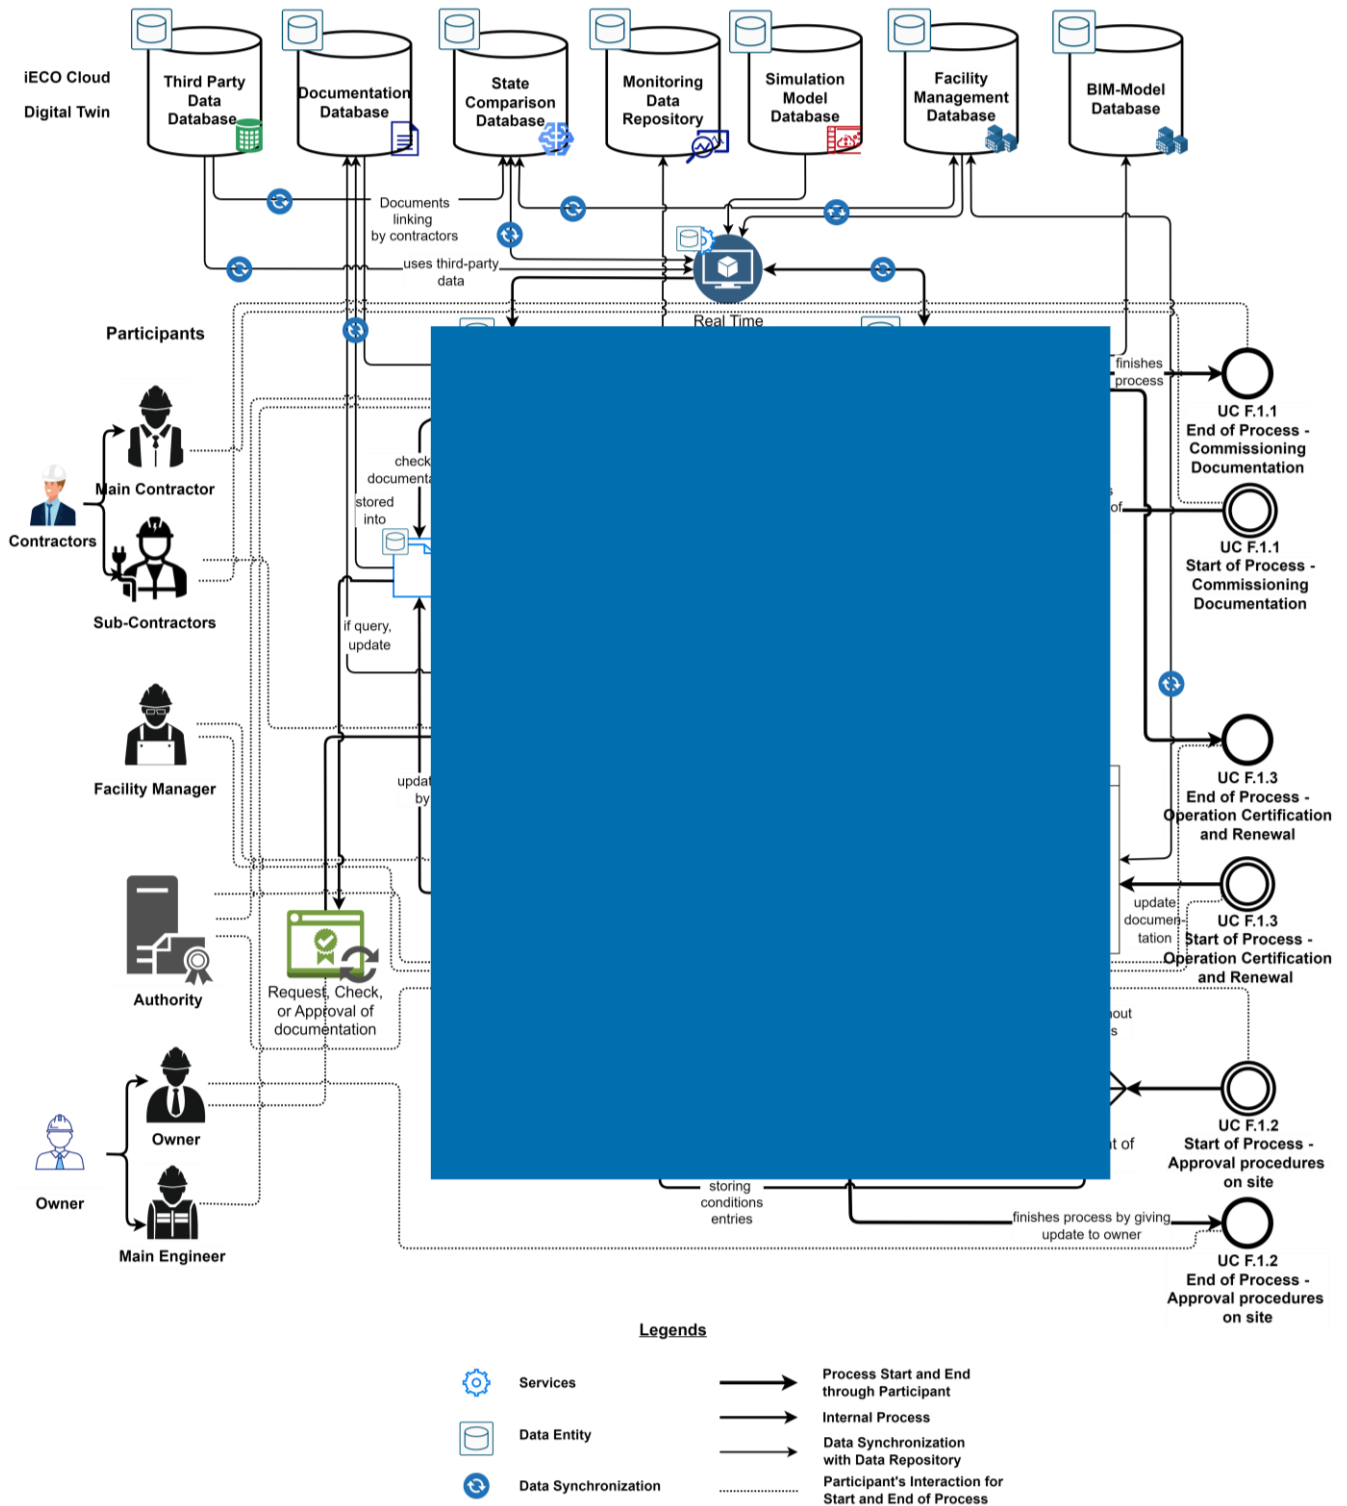 iECO Cloud
Digital Twin
Third Party
Data
Database
Documentation
Database
State
Comparison
Database
Monitoring
Data
Repository
Simulation
Model
Database
Facility
Management
Database
BIM-Model
Database
Documents
linking
by contractors
uses third-party
data
Real Time
Participants
finishes
process
UC F.1.1
End of Process -
Commissioning
Documentation
check
documenta
stored
into
of
Main Contractor
Contractors
UC F.1.1
Start of Process -
Commissioning
Documentation
Sub-Contractors
if query,
update
Facility Manager
updat
by
UC F.1.3
End of Process -
Operation Certification
and Renewal
update
documen-
tation
UC F.1.3
Start of Process -
Operation Certification
and Renewal
Authority
Request, Check,
or Approval of
documentation
out
s
UC F.1.2
Start of Process -
Approval procedures
on site
t of
Owner
Owner
Main Engineer
storing
conditions
entries
finishes process by giving
update to owner
UC F.1.2
End of Process -
Approval procedures
on site
Legends
Services
Process Start and End
through Participant
Internal Process
Data Entity
Data Synchronization
with Data Repository
Data Synchronization
Participant's Interaction for
Start and End of Process